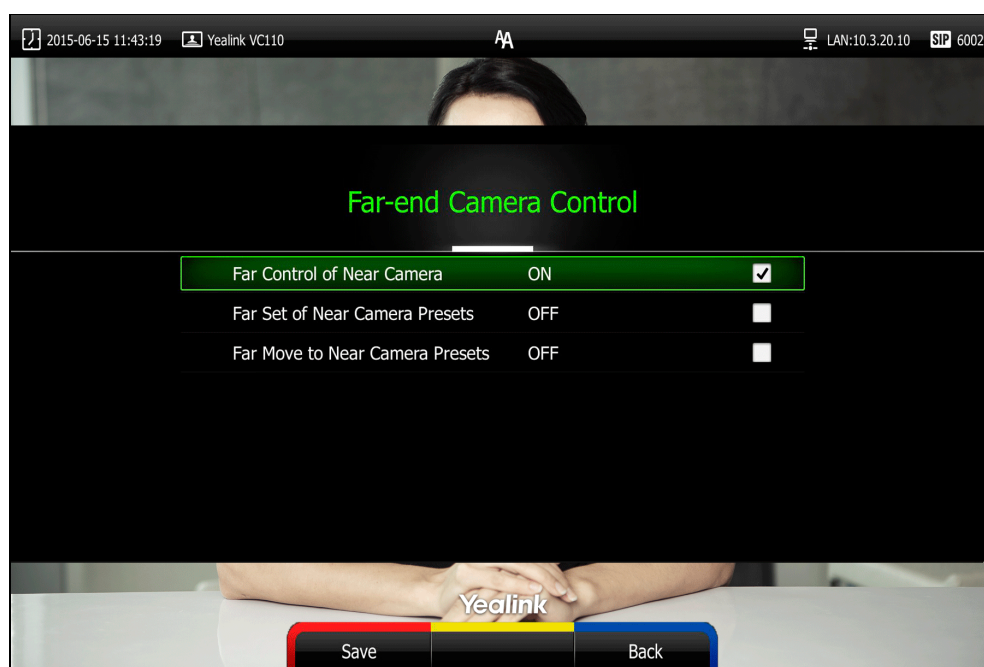 2015-06-15 11:43:19 Yealink VC110 AA LAN:10.3.20.10 SIP 6002
Far-end Camera Control
Far Control of Near Camera ON
Far Set of Near Camera Presets OFF
Far Move to Near Camera Presets OFF
Yealink
Save Back